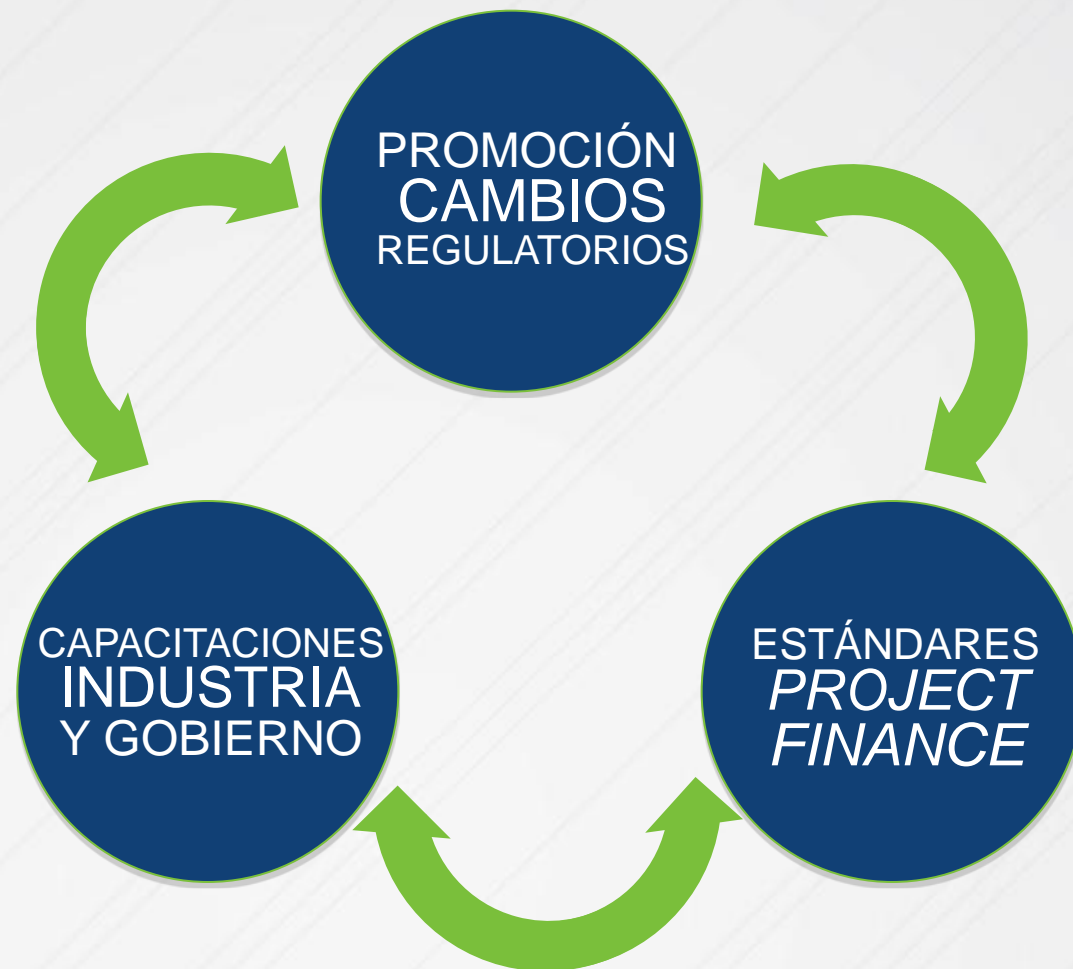 PROMOCIÓN
CAMBIOS
REGULATORIOS
CAPACITACIONES
INDUSTRIA
Y GOBIERNO
ESTÁNDARES
PROJECT
FINANCE